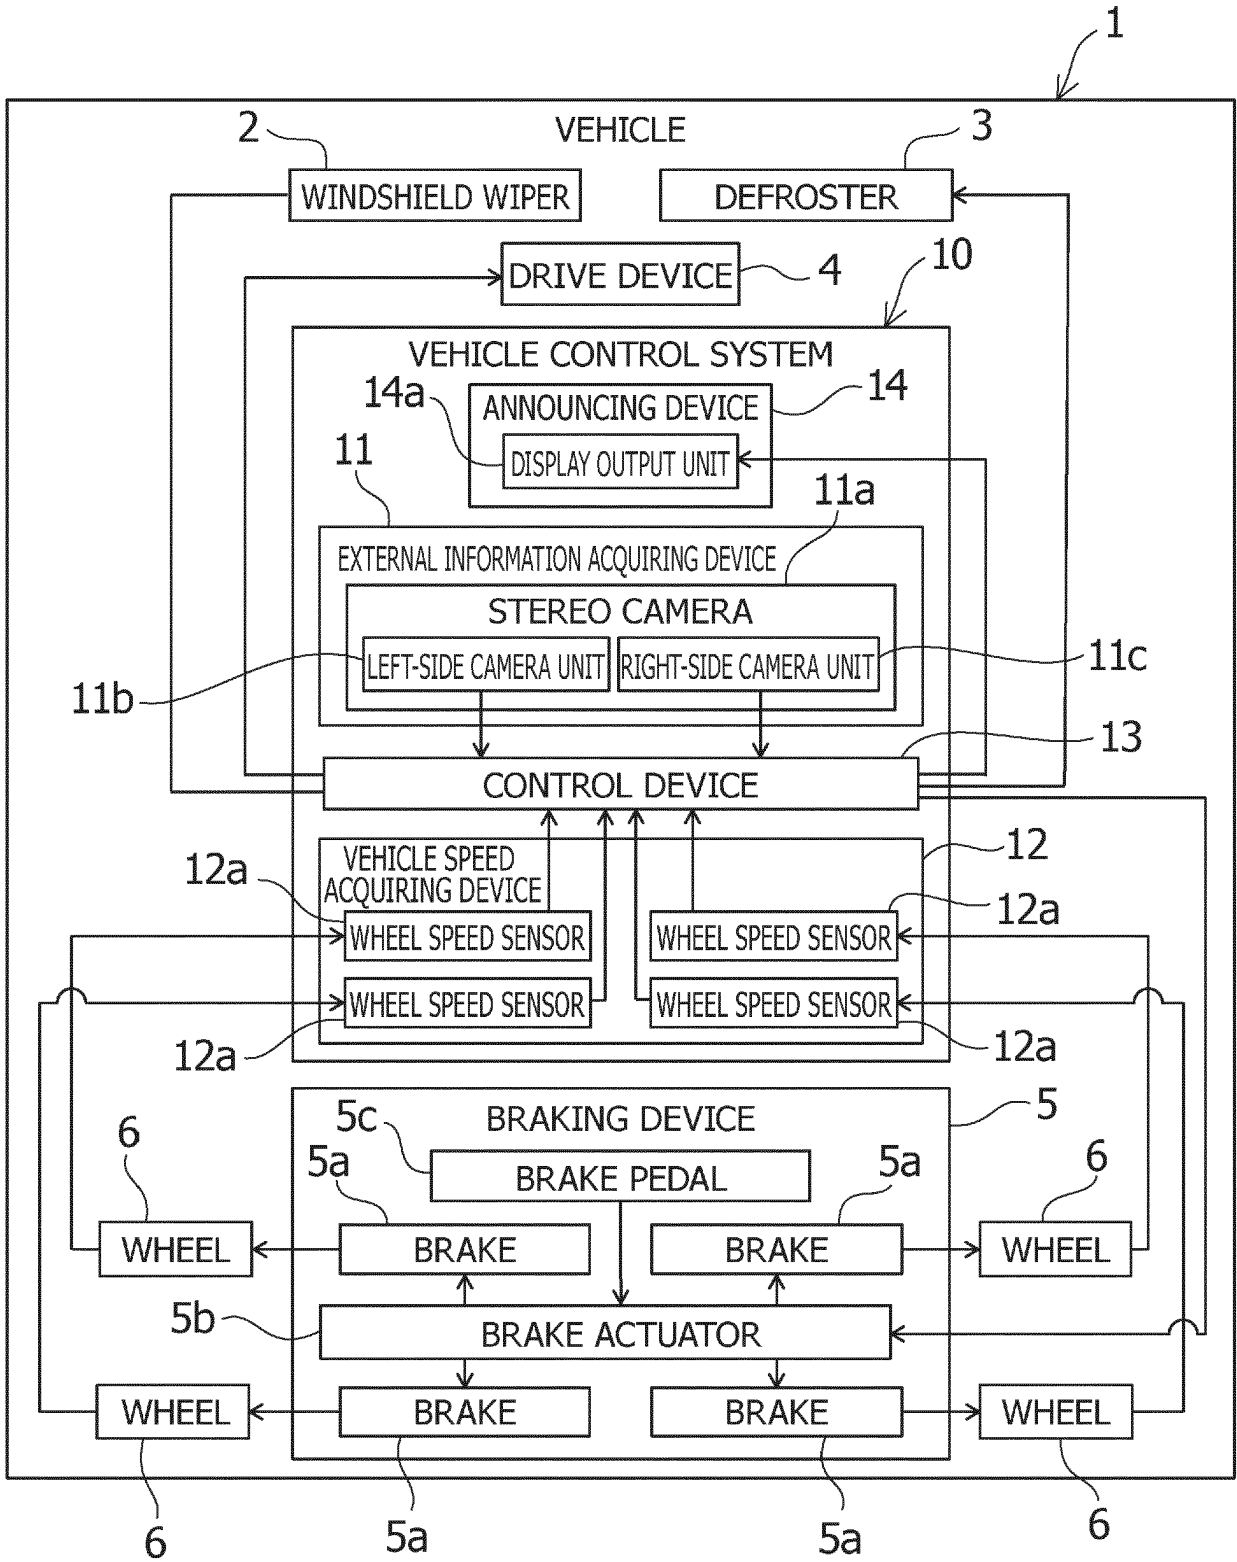 1
VEHICLE
2
3
WINDSHIELD WIPER
DEFROSTER
DRIVE DEVICE
4
10
VEHICLE CONTROL SYSTEM
14a
14
ANNOUNCING DEVICE
DISPLAY OUTPUT UNIT
11
11a
EXTERNAL INFORMATION ACQUIRING DEVICE
STEREO CAMERA
LEFT-SIDE CAMERA UNIT
RIGHT-SIDE CAMERA UNIT
11c
11b
13
CONTROL DEVICE
12
VEHICLE SPEED
ACQUIRING DEVICE
12a
12a
WHEEL SPEED SENSOR
WHEEL SPEED SENSOR
WHEEL SPEED SENSOR
WHEEL SPEED SENSOR
12a
12a
BRAKING DEVICE
5
5c
BRAKE PEDAL
6
5a
5a
6
WHEEL
BRAKE
BRAKE
WHEEL
5b
BRAKE ACTUATOR
WHEEL
BRAKE
BRAKE
WHEEL
6
5a
5a
6